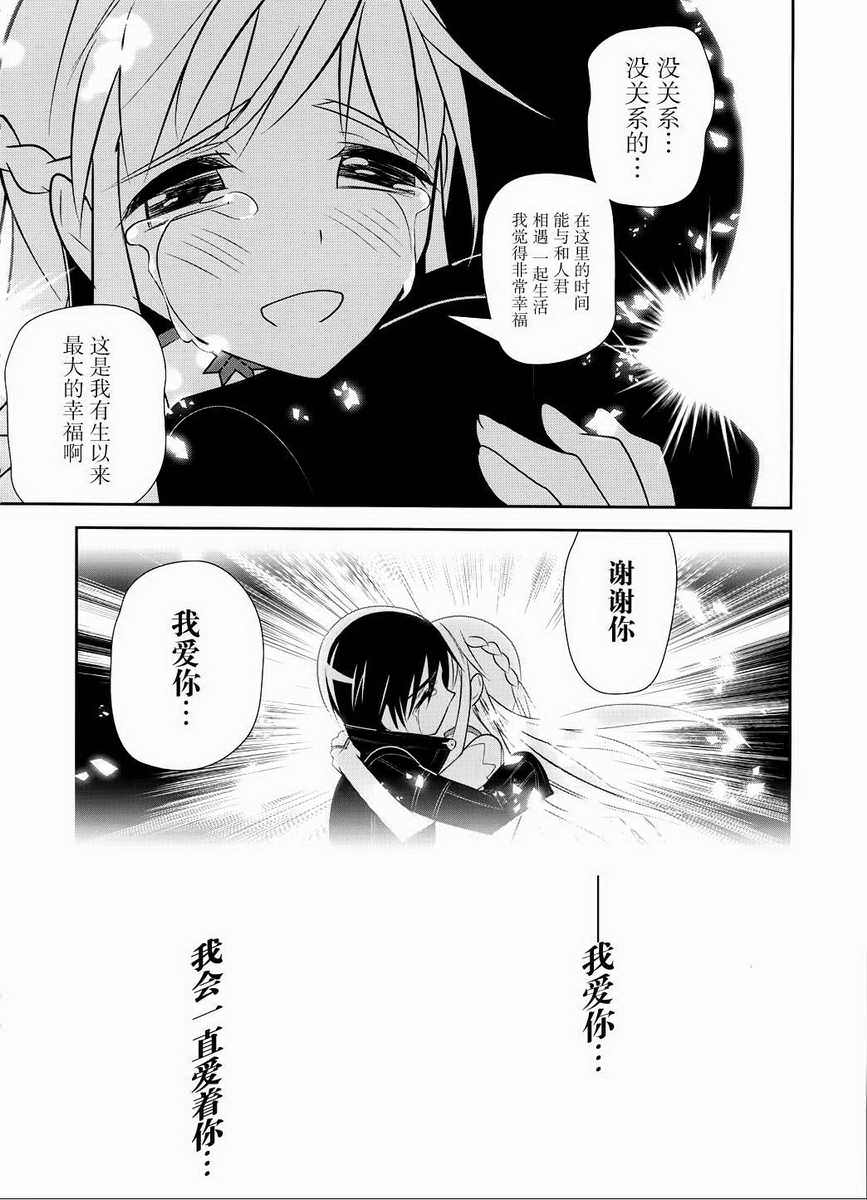 没关系…
没关系的…
在这里的时间
能与和人君
相遇一起生活
我觉得非常幸福
这是我有生以来
最大的幸福啊
谢谢你
我爱你…
——我爱你…
我会一直爱着你…